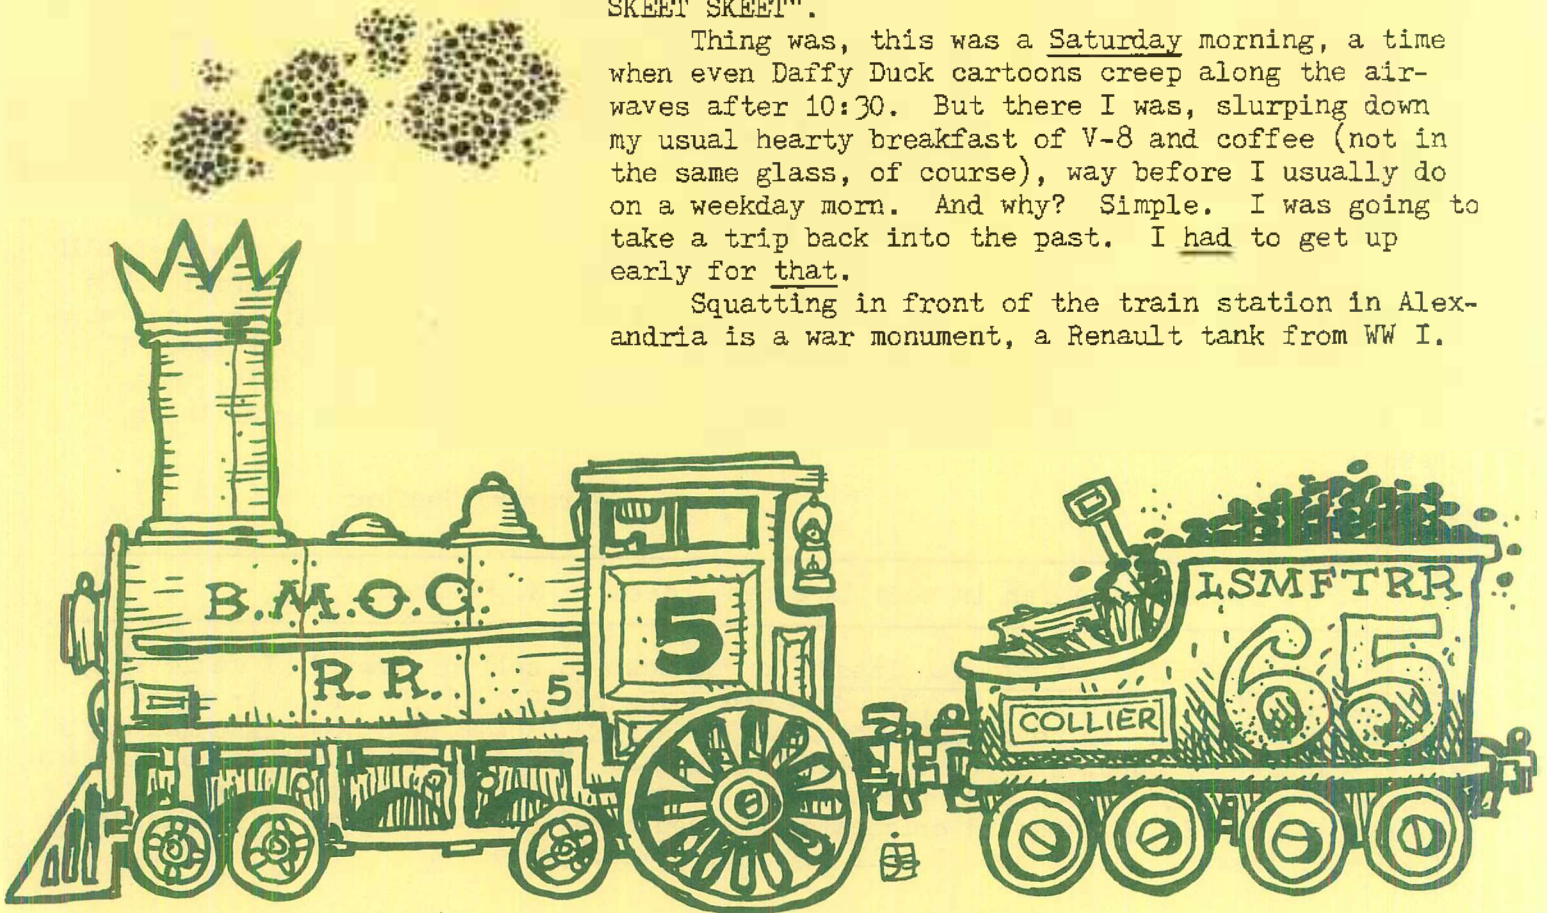 SKEET SKEET".
Thing was, this was a Saturday morning, a time
when even Daffy Duck cartoons creep along the air-
waves after 10:30. But there I was, slurping down
my usual hearty breakfast of V-8 and coffee (not in
the same glass, of course), way before I usually do
on a weekday morn. And why? Simple. I was going to
take a trip back into the past. I had to get up
early for that.
Squatting in front of the train station in Alex-
andria is a war monument, a Renault tank from WW I.
B.M.O.C.
R.R.
5
5
LSMFTRR
65
COLLIER